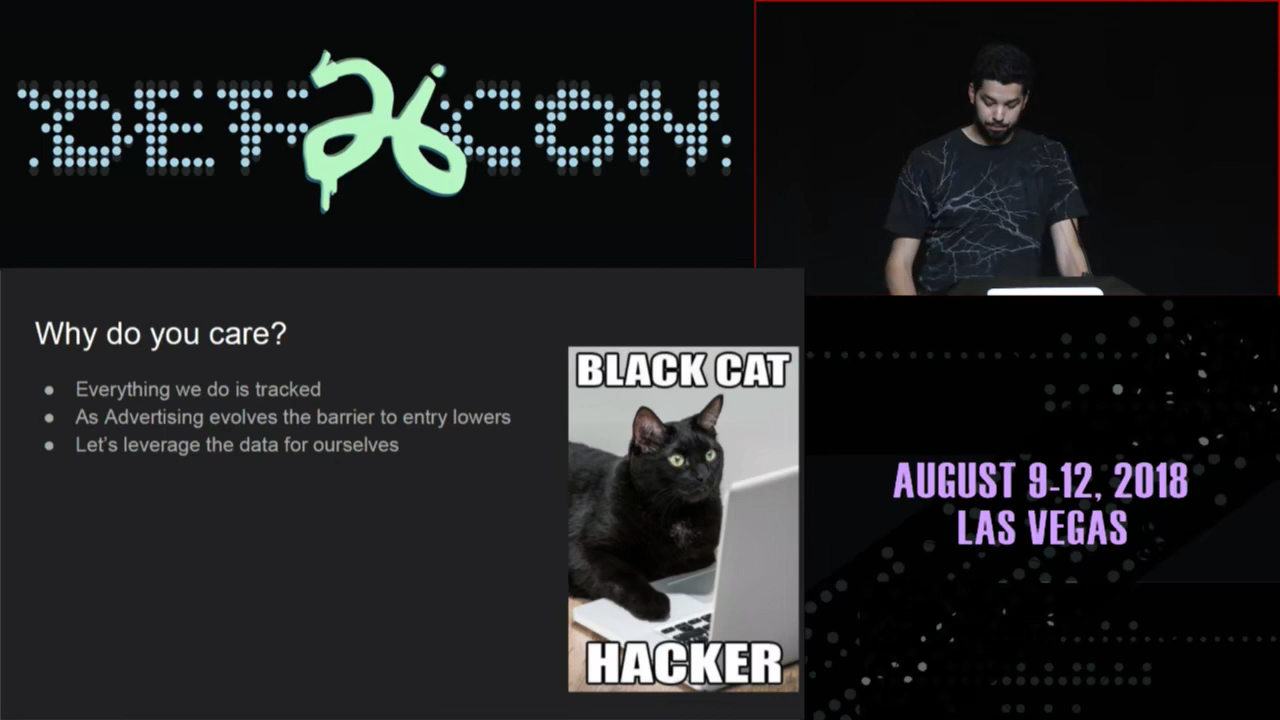 DEF 26 CON
Why do you care?
● Everything we do is tracked
● As Advertising evolves the barrier to entry lowers
● Let's leverage the data for ourselves
BLACK CAT
HACKER
AUGUST 9-12, 2018
LAS VEGAS